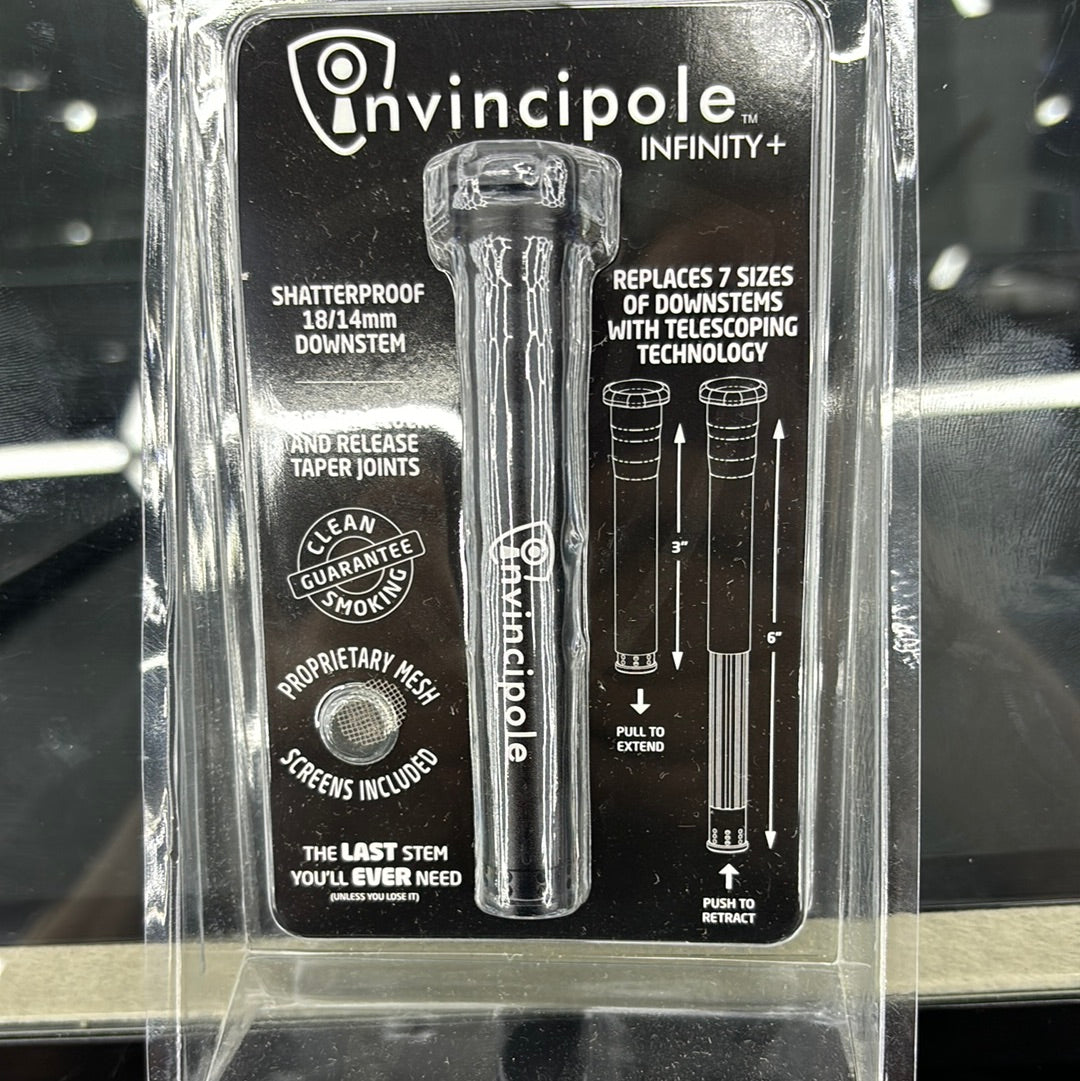 invincipole™
INFINITY+
SHATTERPROOF
18/14mm
DOWNSTEM
AND RELEASE
TAPER JOINTS
CLEAN
GUARANTEE
SMOKING
PROPRIETARY MESH
SCREENS INCLUDED
THE LAST STEM
YOU'LL EVER NEED
(UNLESS YOU LOSE IT)
invincipole
REPLACES 7 SIZES
OF DOWNSTEMS
WITH TELESCOPING
TECHNOLOGY
3"
6"
PULL TO
EXTEND
PUSH TO
RETRACT